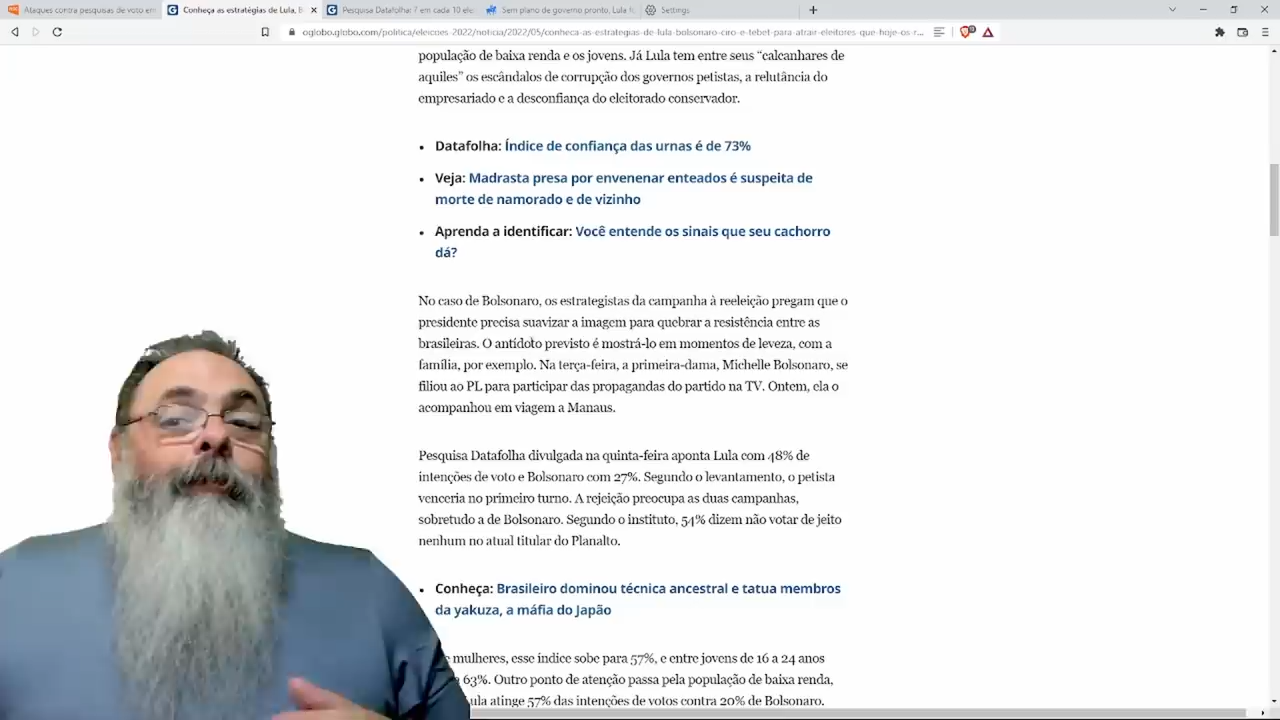 Ataques contra pesquisas de voto em
Conheça as estratégias de Lula, B
Pesquisa Datafolha: 7 em cada 10 ele
Sem plano de governo pronto, Lula f
Settings
oglobo.globo.com/politica/eleicoes-2022/noticia/2022/05/conheca-as-estrategias-de-lula-bolsonaro-ciro-e-tebet-para-atrair-eleitores-que-hoje-os-r...
população de baixa renda e os jovens. Já Lula tem entre seus “calcanhares de
aquiles” os escândalos de corrupção dos governos petistas, a relutância do
empresariado e a desconfiança do eleitorado conservador.
• Datafolha: Índice de confiança das urnas é de 73%
• Veja: Madrasta presa por envenenar enteados é suspeita de
morte de namorado e de vizinho
• Aprenda a identificar: Você entende os sinais que seu cachorro
dá?
No caso de Bolsonaro, os estrategistas da campanha à reeleição pregam que o
presidente precisa suavizar a imagem para quebrar a resistência entre as
brasileiras. O antídoto previsto é mostrá-lo em momentos de leveza, com a
família, por exemplo. Na terça-feira, a primeira-dama, Michelle Bolsonaro, se
filiou ao PL para participar das propagandas do partido na TV. Ontem, ela o
acompanhou em viagem a Manaus.
Pesquisa Datafolha divulgada na quinta-feira aponta Lula com 48% de
intenções de voto e Bolsonaro com 27%. Segundo o levantamento, o petista
venceria no primeiro turno. A rejeição preocupa as duas campanhas,
sobretudo a de Bolsonaro. Segundo o instituto, 54% dizem não votar de jeito
nenhum no atual titular do Planalto.
• Conheça: Brasileiro dominou técnica ancestral e tatua membros
da yakuza, a máfia do Japão
e mulheres, esse índice sobe para 57%, e entre jovens de 16 a 24 anos
a 63%. Outro ponto de atenção passa pela população de baixa renda,
ula atinge 57% das intenções de votos contra 20% de Bolsonaro.